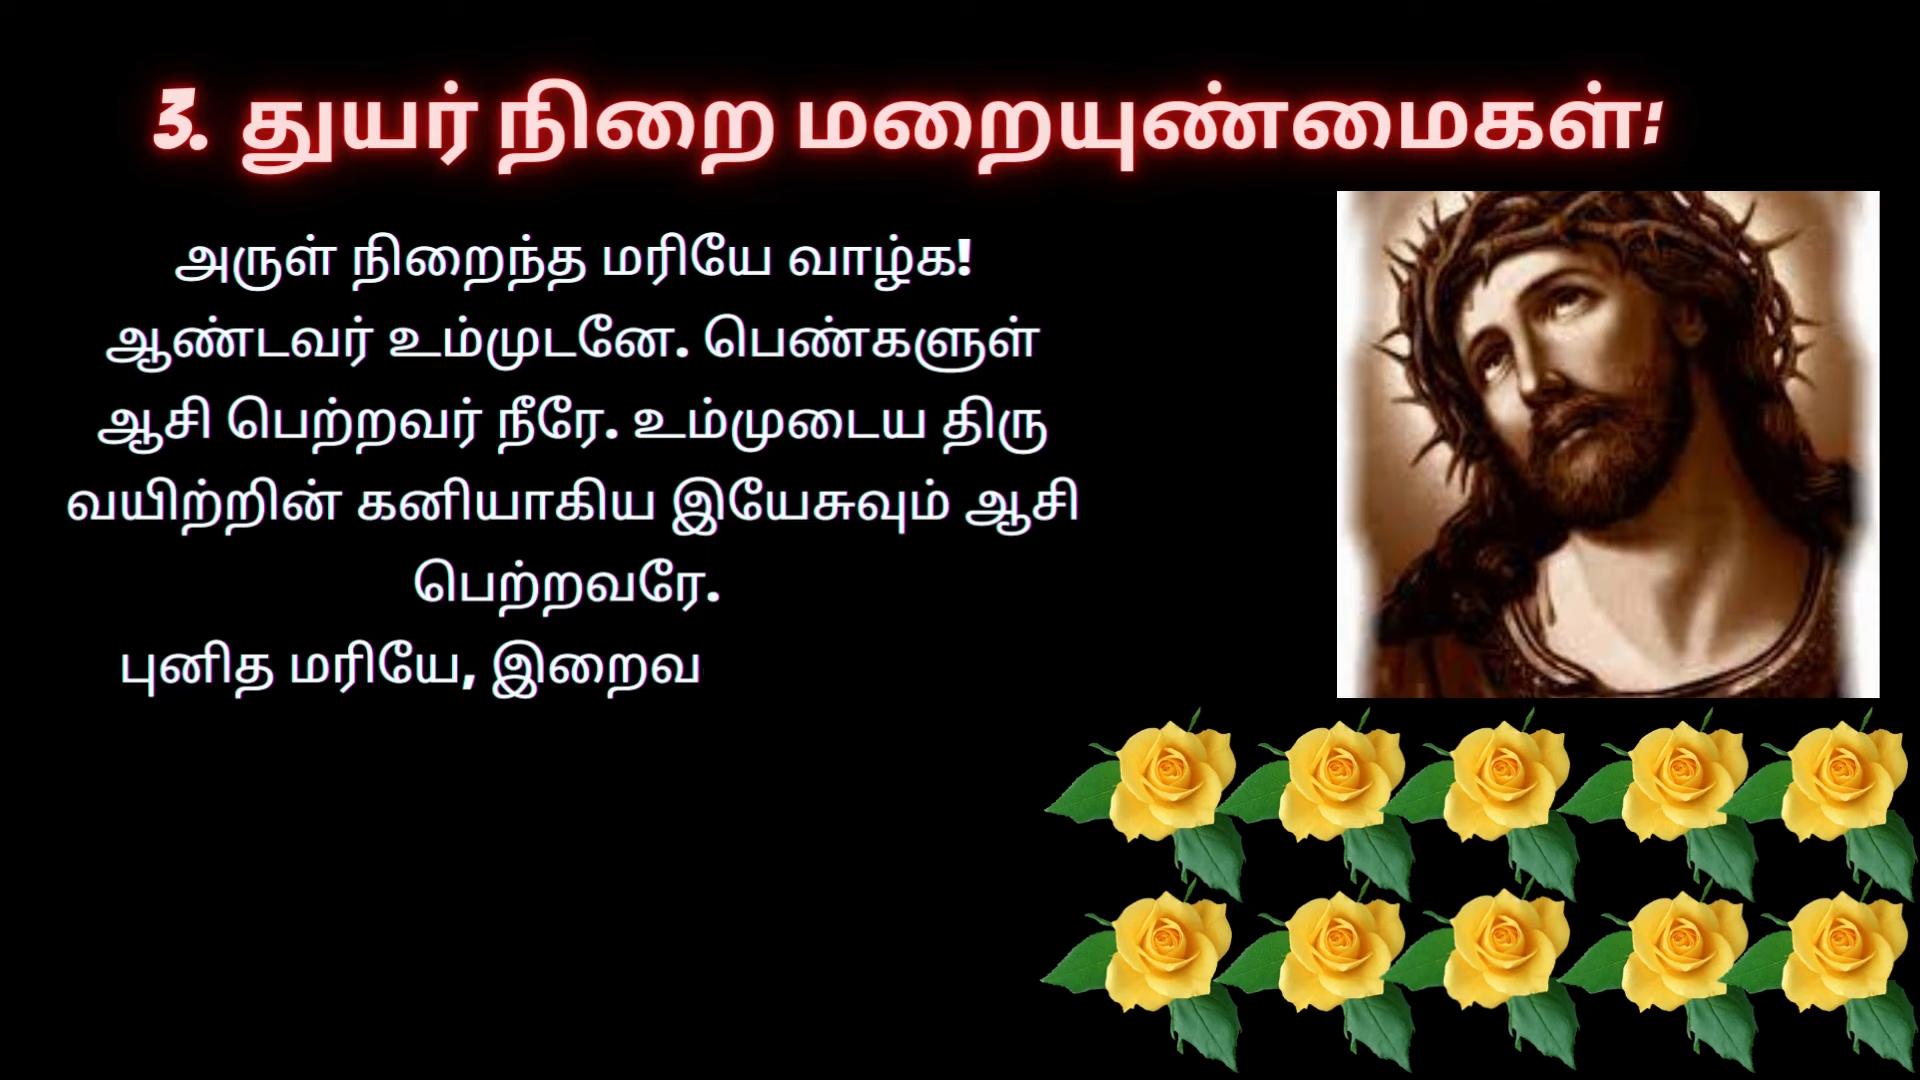 3. துயர் நிறை மறையுண்மைகள்:
அருள் நிறைந்த மரியே வாழ்க!
ஆண்டவர் உம்முடனே. பெண்களுள்
ஆசி பெற்றவர் நீரே. உம்முடைய திரு
வயிற்றின் கனியாகிய இயேசுவும் ஆசி
பெற்றவரே.
புனித மரியே, இறைவ